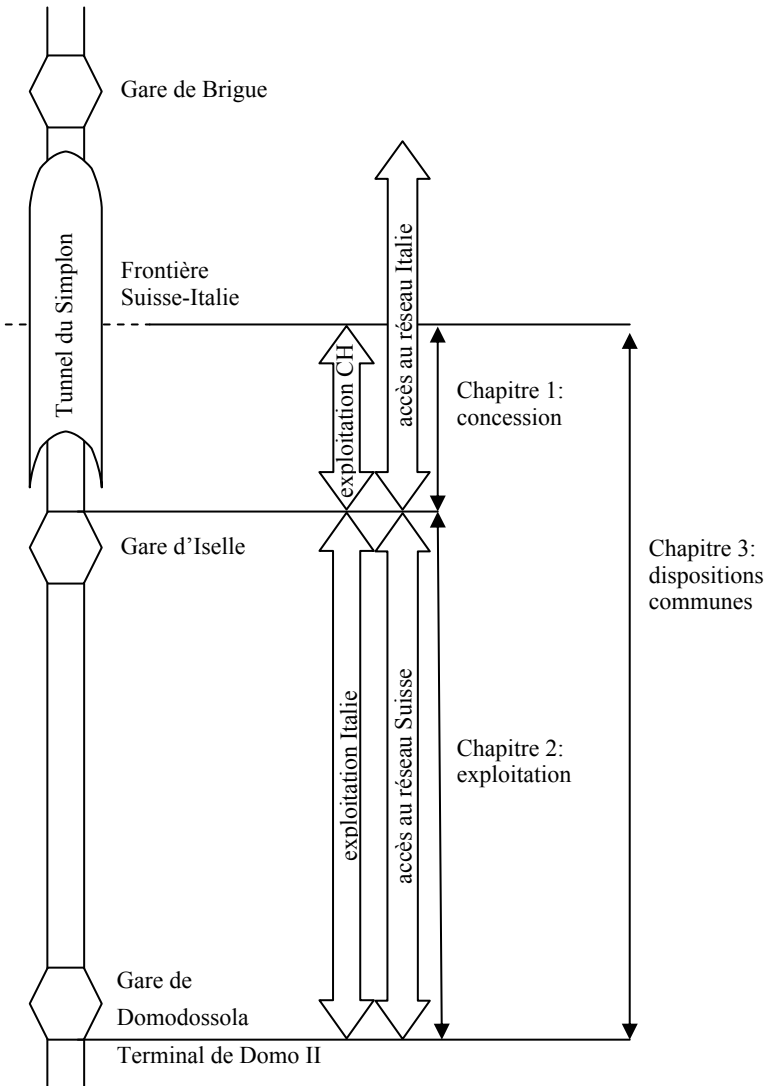 Gare de Brigue
Tunnel du Simplon
Frontière
Suisse-Italie
exploitation CH
accès au réseau Italie
Chapitre 1:
concession
Gare d’Iselle
exploitation Italie
accès au réseau Suisse
Chapitre 2:
exploitation
Chapitre 3:
dispositions
communes
Gare de
Domodossola
Terminal de Domo II